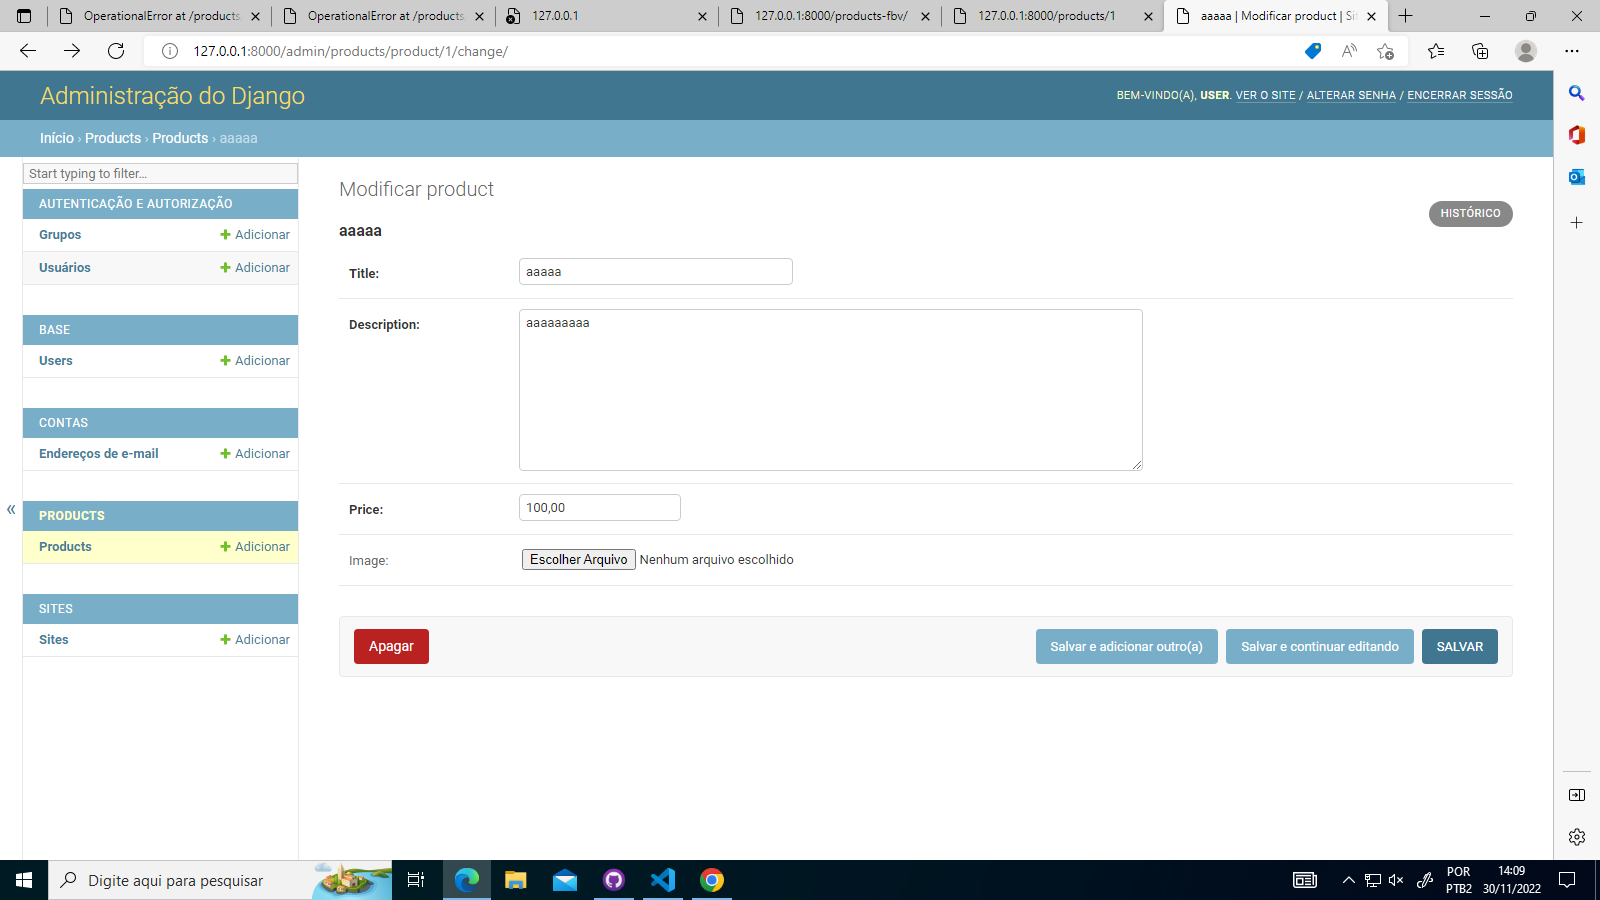 OperationalError at /products
OperationalError at /products
127.0.0.1
127.0.0.1:8000/products-fbv/
127.0.0.1:8000/products/1
aaaaa | Modificar product | Si
127.0.0.1:8000/admin/products/product/1/change/
Administração do Django
BEM-VINDO(A), USER. VER O SITE / ALTERAR SENHA / ENCERRAR SESSÃO
Início › Products › Products › aaaaa
Start typing to filter...
AUTENTICAÇÃO E AUTORIZAÇÃO
Grupos
Adicionar
Usuários
Adicionar
BASE
Users
Adicionar
CONTAS
Endereços de e-mail
Adicionar
«
PRODUCTS
Products
Adicionar
SITES
Sites
Adicionar
Modificar product
HISTÓRICO
aaaaa
Title:
aaaaa
Description:
aaaaaaaaa
Price:
100,00
Image:
Escolher Arquivo Nenhum arquivo escolhido
Apagar
Salvar e adicionar outro(a)
Salvar e continuar editando
SALVAR
Digite aqui para pesquisar
POR
PTB2
14:09
30/11/2022